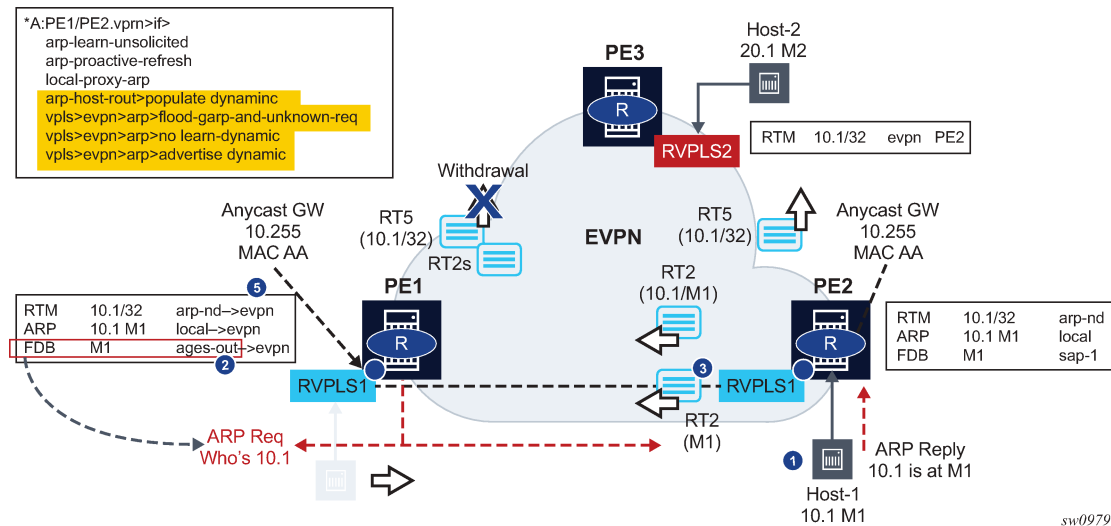 *A:PE1/PE2.vprn>if>
arp-learn-unsolicited
arp-proactive-refresh
local-proxy-arp
arp-host-rout>populate dynaminc
vpls>evpn>arp>flood-garp-and-unknown-req
vpls>evpn>arp>no learn-dynamic
vpls>evpn>arp>advertise dynamic
Host-2
20.1 M2
PE3
R
RVPLS2
RTM 10.1/32 evpn PE2
Withdrawal
X
RT5
(10.1/32)
RT2s
EVPN
RT5
(10.1/32)
Anycast GW
10.255
MAC AA
Anycast GW
10.255
MAC AA
5
PE1
R
RT2
(10.1/M1)
PE2
R
RTM 10.1/32 arp-nd–>evpn
ARP 10.1 M1 local–>evpn
FDB M1 ages-out–>evpn
2
RTM 10.1/32 arp-nd
ARP 10.1 M1 local
FDB M1 sap-1
RVPLS1
3
RVPLS1
RT2
(M1)
ARP Req
Who's 10.1
1
Host-1
10.1 M1
ARP Reply
10.1 is at M1
sw0979